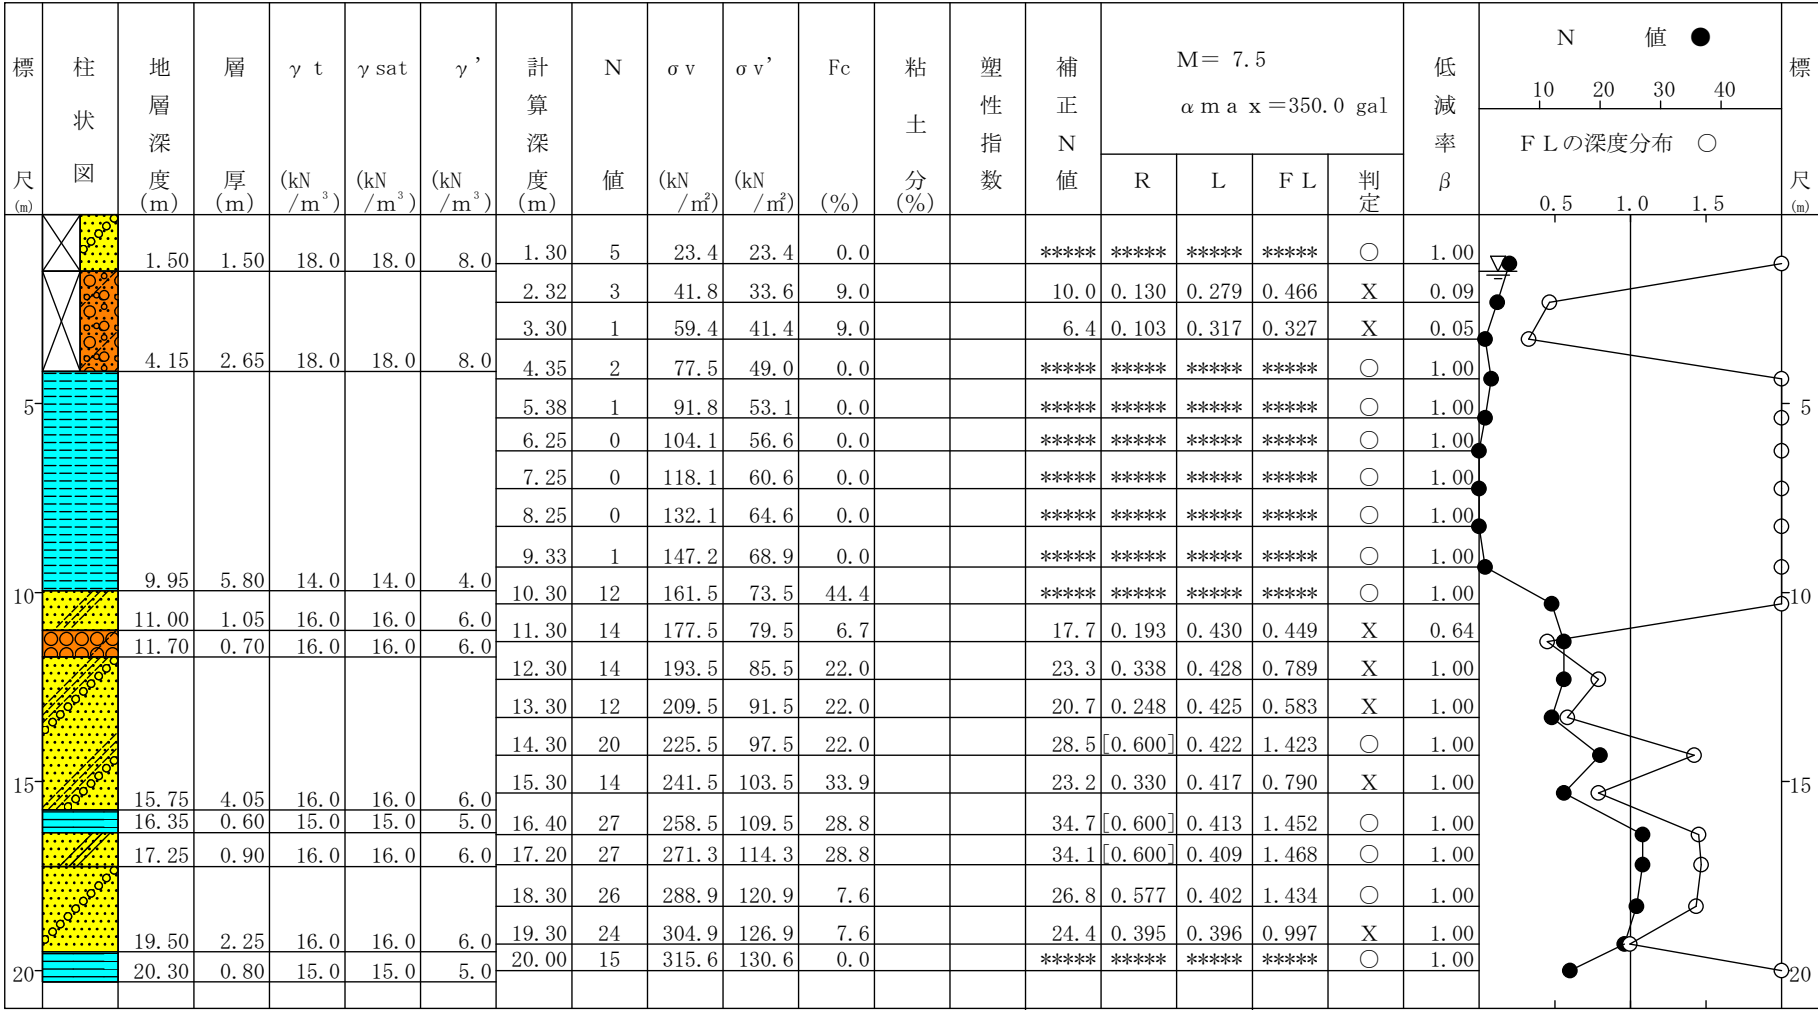 標尺(m) 柱状図 地層深度(m) 層厚(m) γt(kN/m³) γsat(kN/m³) γ'(kN/m³) 計算深度(m) N値 σv(kN/㎡) σv'(kN/㎡) Fc(%) 粘土分(%) 塑性指数 補正N値 M= 7.5 αmax=350.0 gal R L FL 判定 低減率β N値 ● 標尺(m)
10 20 30 40
FLの深度分布 ○
0.5 1.0 1.5
1.30 5 23.4 23.4 0.0 ***** ***** ***** ***** ○ 1.00
1.50 1.50 18.0 18.0 8.0
2.32 3 41.8 33.6 9.0 10.0 0.130 0.279 0.466 X 0.09
3.30 1 59.4 41.4 9.0 6.4 0.103 0.317 0.327 X 0.05
4.15 2.65 18.0 18.0 8.0
4.35 2 77.5 49.0 0.0 ***** ***** ***** ***** ○ 1.00
5 5.38 1 91.8 53.1 0.0 ***** ***** ***** ***** ○ 1.00 5
6.25 0 104.1 56.6 0.0 ***** ***** ***** ***** ○ 1.00
7.25 0 118.1 60.6 0.0 ***** ***** ***** ***** ○ 1.00
8.25 0 132.1 64.6 0.0 ***** ***** ***** ***** ○ 1.00
9.33 1 147.2 68.9 0.0 ***** ***** ***** ***** ○ 1.00
9.95 5.80 14.0 14.0 4.0
10 10.30 12 161.5 73.5 44.4 ***** ***** ***** ***** ○ 1.00 10
11.00 1.05 16.0 16.0 6.0
11.30 14 177.5 79.5 6.7 17.7 0.193 0.430 0.449 X 0.64
11.70 0.70 16.0 16.0 6.0
12.30 14 193.5 85.5 22.0 23.3 0.338 0.428 0.789 X 1.00
13.30 12 209.5 91.5 22.0 20.7 0.248 0.425 0.583 X 1.00
14.30 20 225.5 97.5 22.0 28.5 [0.600] 0.422 1.423 ○ 1.00
15 15.30 14 241.5 103.5 33.9 23.2 0.330 0.417 0.790 X 1.00 15
15.75 4.05 16.0 16.0 6.0
16.35 0.60 15.0 15.0 5.0
16.40 27 258.5 109.5 28.8 34.7 [0.600] 0.413 1.452 ○ 1.00
17.25 0.90 16.0 16.0 6.0
17.20 27 271.3 114.3 28.8 34.1 [0.600] 0.409 1.468 ○ 1.00
18.30 26 288.9 120.9 7.6 26.8 0.577 0.402 1.434 ○ 1.00
19.30 24 304.9 126.9 7.6 24.4 0.395 0.396 0.997 X 1.00
19.50 2.25 16.0 16.0 6.0
20.00 15 315.6 130.6 0.0 ***** ***** ***** ***** ○ 1.00
20 20.30 0.80 15.0 15.0 5.0 20